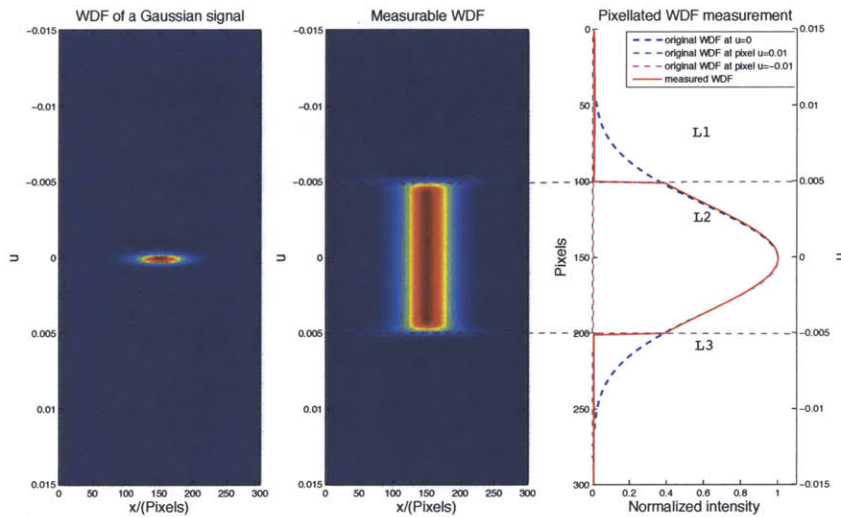 WDF of a Gaussian signal
-0.015
-0.01
-0.005
0
0.005
0.01
0.015
u
0 50 100 150 200 250 300
x/(Pixels)
Measurable WDF
-0.015
-0.01
-0.005
0
0.005
0.01
0.015
u
0 50 100 150 200 250 300
x/(Pixels)
Pixellated WDF measurement
original WDF at u=0
original WDF at pixel u=0.01
original WDF at pixel u=-0.01
measured WDF
L1
L2
L3
0
50
100
150
200
250
300
Pixels
0.015
0.01
0.005
0
-0.005
-0.01
-0.015
u
0 0.2 0.4 0.6 0.8 1
Normalized intensity